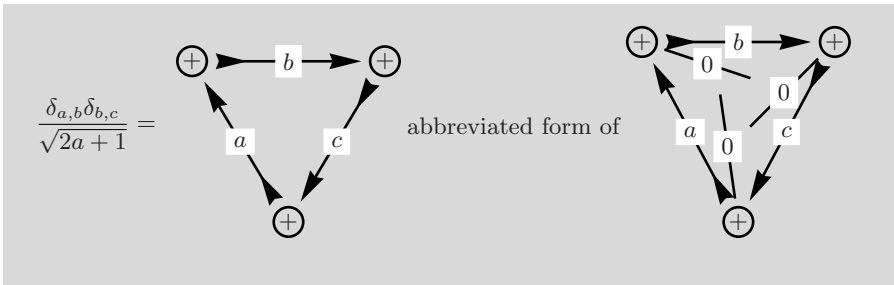 δ_{a,b}δ_{b,c} / √(2a + 1) =
+ b +
a c
+
abbreviated form of
+ b +
0 0
a 0 c
+